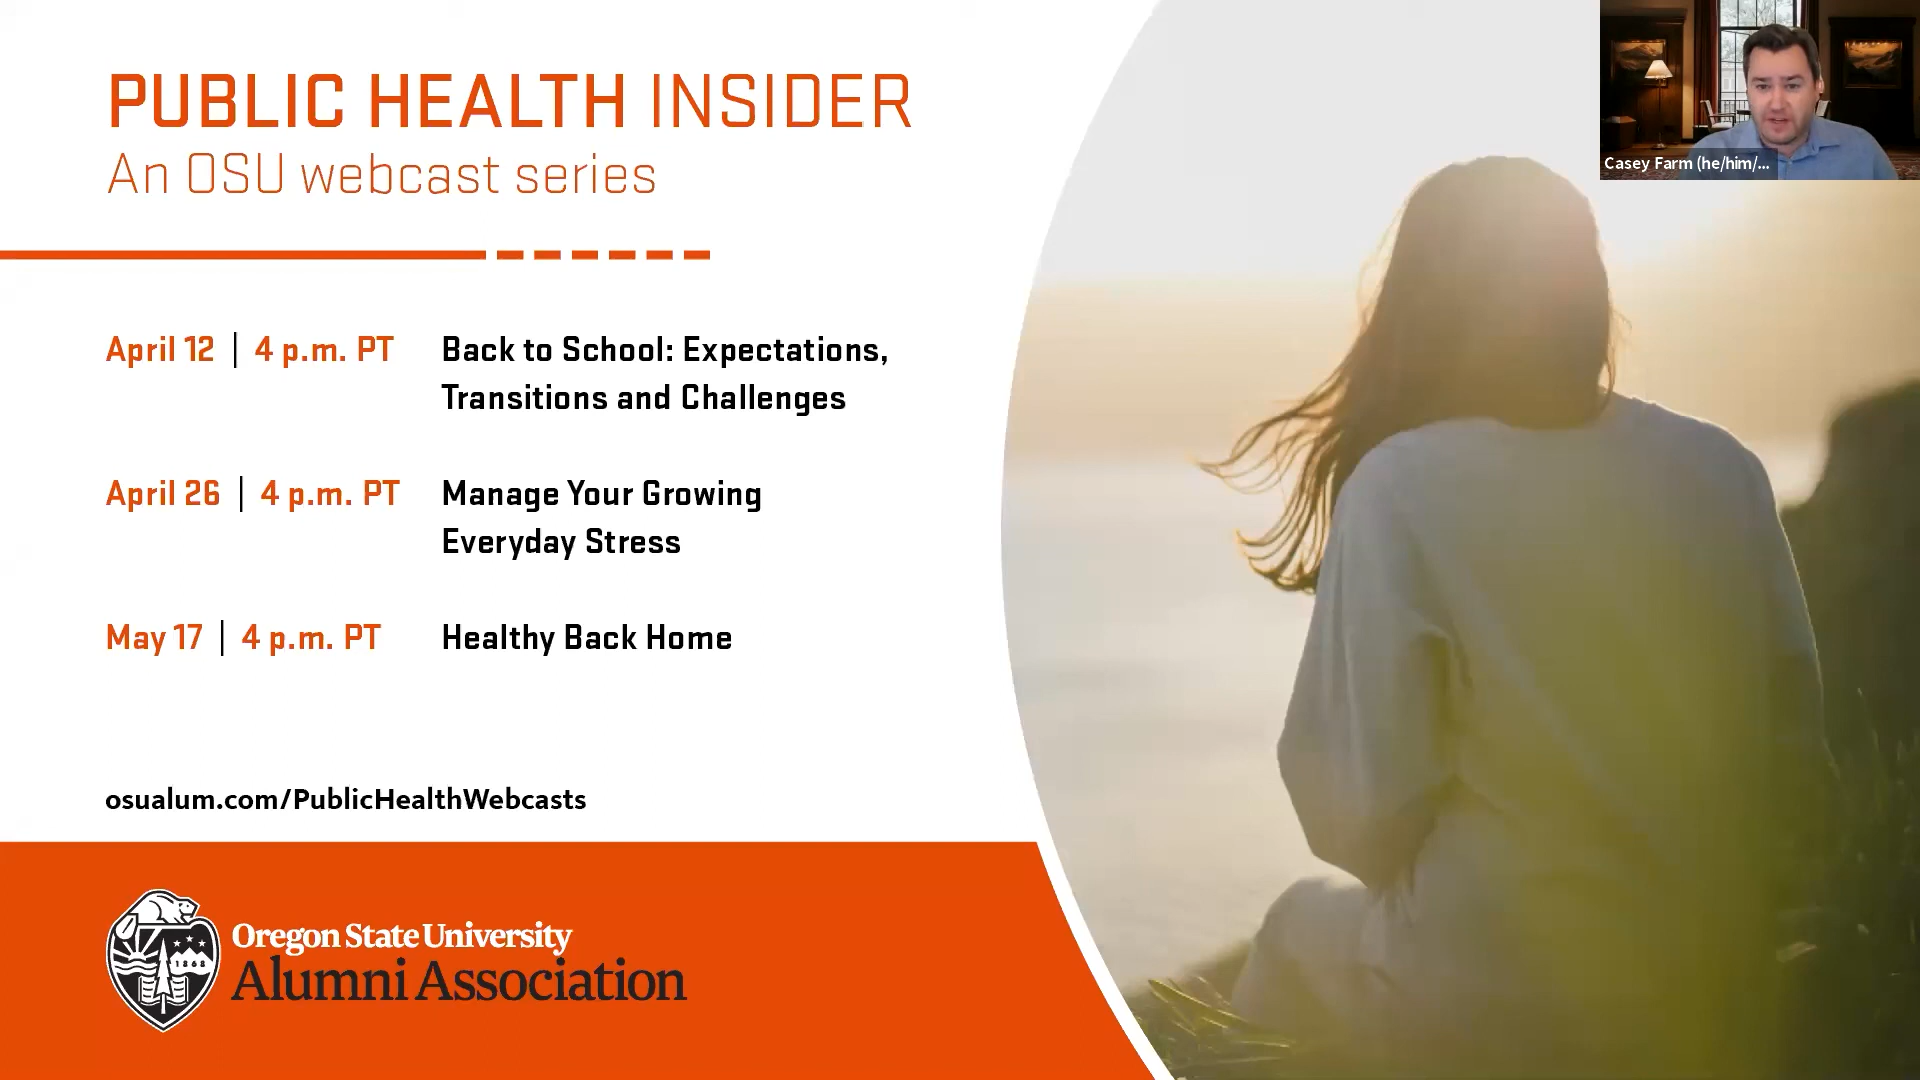 PUBLIC HEALTH INSIDER
An OSU webcast series
April 12 | 4 p.m. PT Back to School: Expectations,
Transitions and Challenges
April 26 | 4 p.m. PT Manage Your Growing
Everyday Stress
May 17 | 4 p.m. PT Healthy Back Home
osualum.com/PublicHealthWebcasts
1868
Oregon State University
Alumni Association
Casey Farm (he/him/...